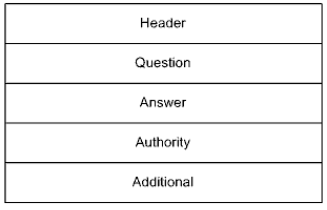 Header
Question
Answer
Authority
Additional